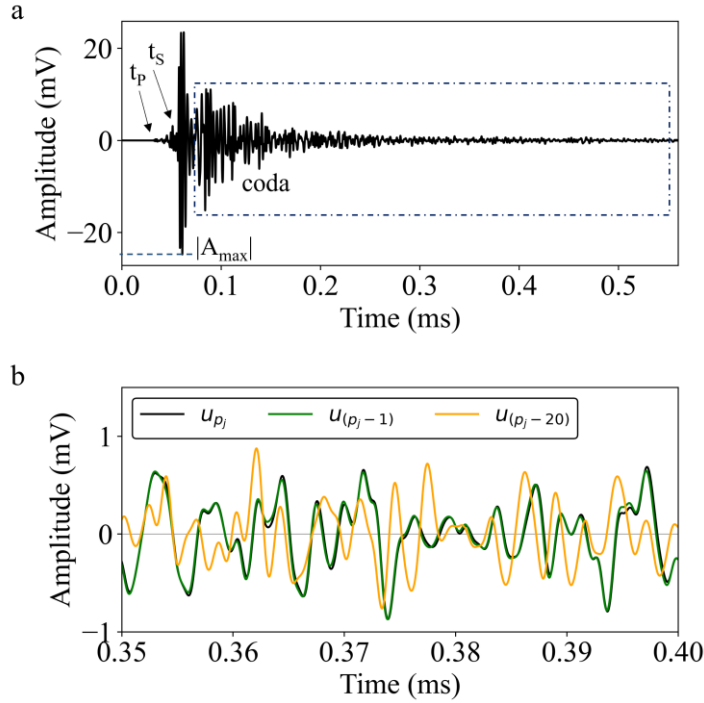 a
20
0
−20
Amplitude (mV)
t_P
t_S
coda
|A_max|
0.0 0.1 0.2 0.3 0.4 0.5
Time (ms)
b
u_{p_j} u_{(p_j−1)} u_{(p_j−20)}
1
0
−1
Amplitude (mV)
0.35 0.36 0.37 0.38 0.39 0.40
Time (ms)